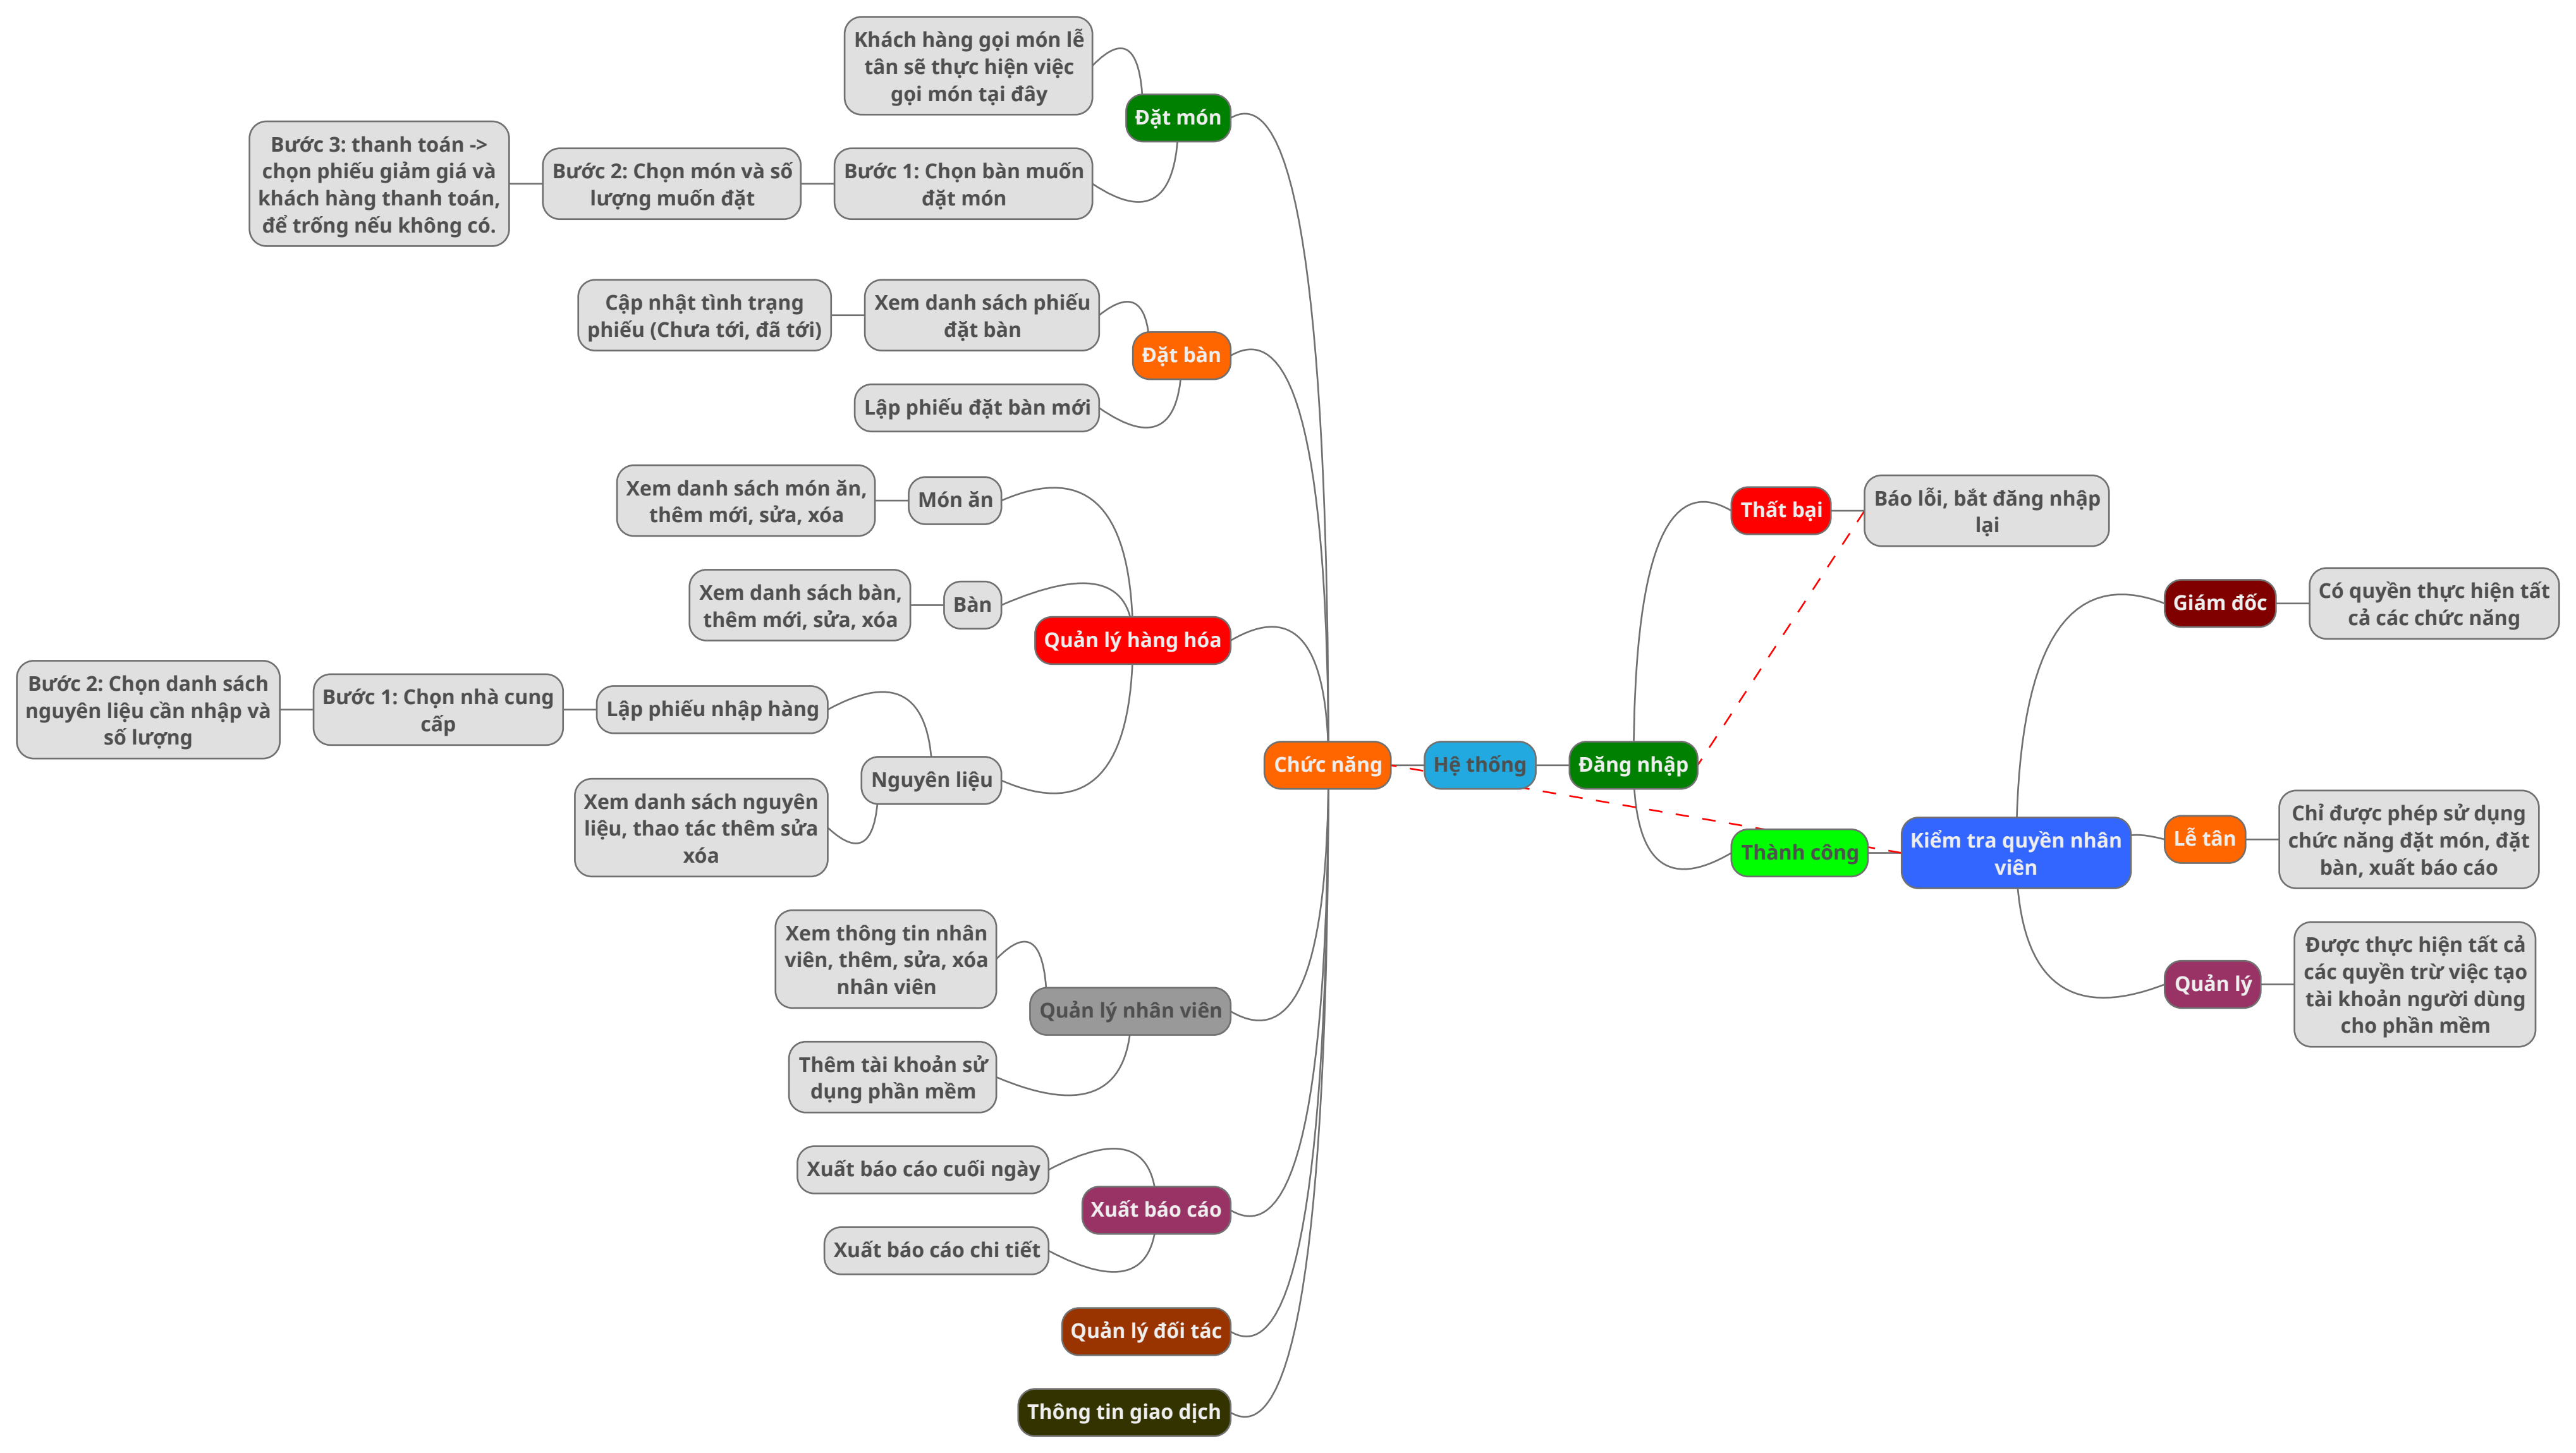 Khách hàng gọi món lễ
tân sẽ thực hiện việc
gọi món tại đây
Đặt món
Bước 3: thanh toán ->
chọn phiếu giảm giá và
khách hàng thanh toán,
để trống nếu không có.
Bước 2: Chọn món và số
lượng muốn đặt
Bước 1: Chọn bàn muốn
đặt món
Cập nhật tình trạng
phiếu (Chưa tới, đã tới)
Xem danh sách phiếu
đặt bàn
Đặt bàn
Lập phiếu đặt bàn mới
Xem danh sách món ăn,
thêm mới, sửa, xóa
Món ăn
Xem danh sách bàn,
thêm mới, sửa, xóa
Bàn
Quản lý hàng hóa
Bước 2: Chọn danh sách
nguyên liệu cần nhập và
số lượng
Bước 1: Chọn nhà cung
cấp
Lập phiếu nhập hàng
Nguyên liệu
Xem danh sách nguyên
liệu, thao tác thêm sửa
xóa
Xem thông tin nhân
viên, thêm, sửa, xóa
nhân viên
Quản lý nhân viên
Thêm tài khoản sử
dụng phần mềm
Xuất báo cáo cuối ngày
Xuất báo cáo
Xuất báo cáo chi tiết
Quản lý đối tác
Thông tin giao dịch
Chức năng
Hệ thống
Đăng nhập
Thất bại
Báo lỗi, bắt đăng nhập
lại
Thành công
Kiểm tra quyền nhân
viên
Giám đốc
Có quyền thực hiện tất
cả các chức năng
Lễ tân
Chỉ được phép sử dụng
chức năng đặt món, đặt
bàn, xuất báo cáo
Quản lý
Được thực hiện tất cả
các quyền trừ việc tạo
tài khoản người dùng
cho phần mềm